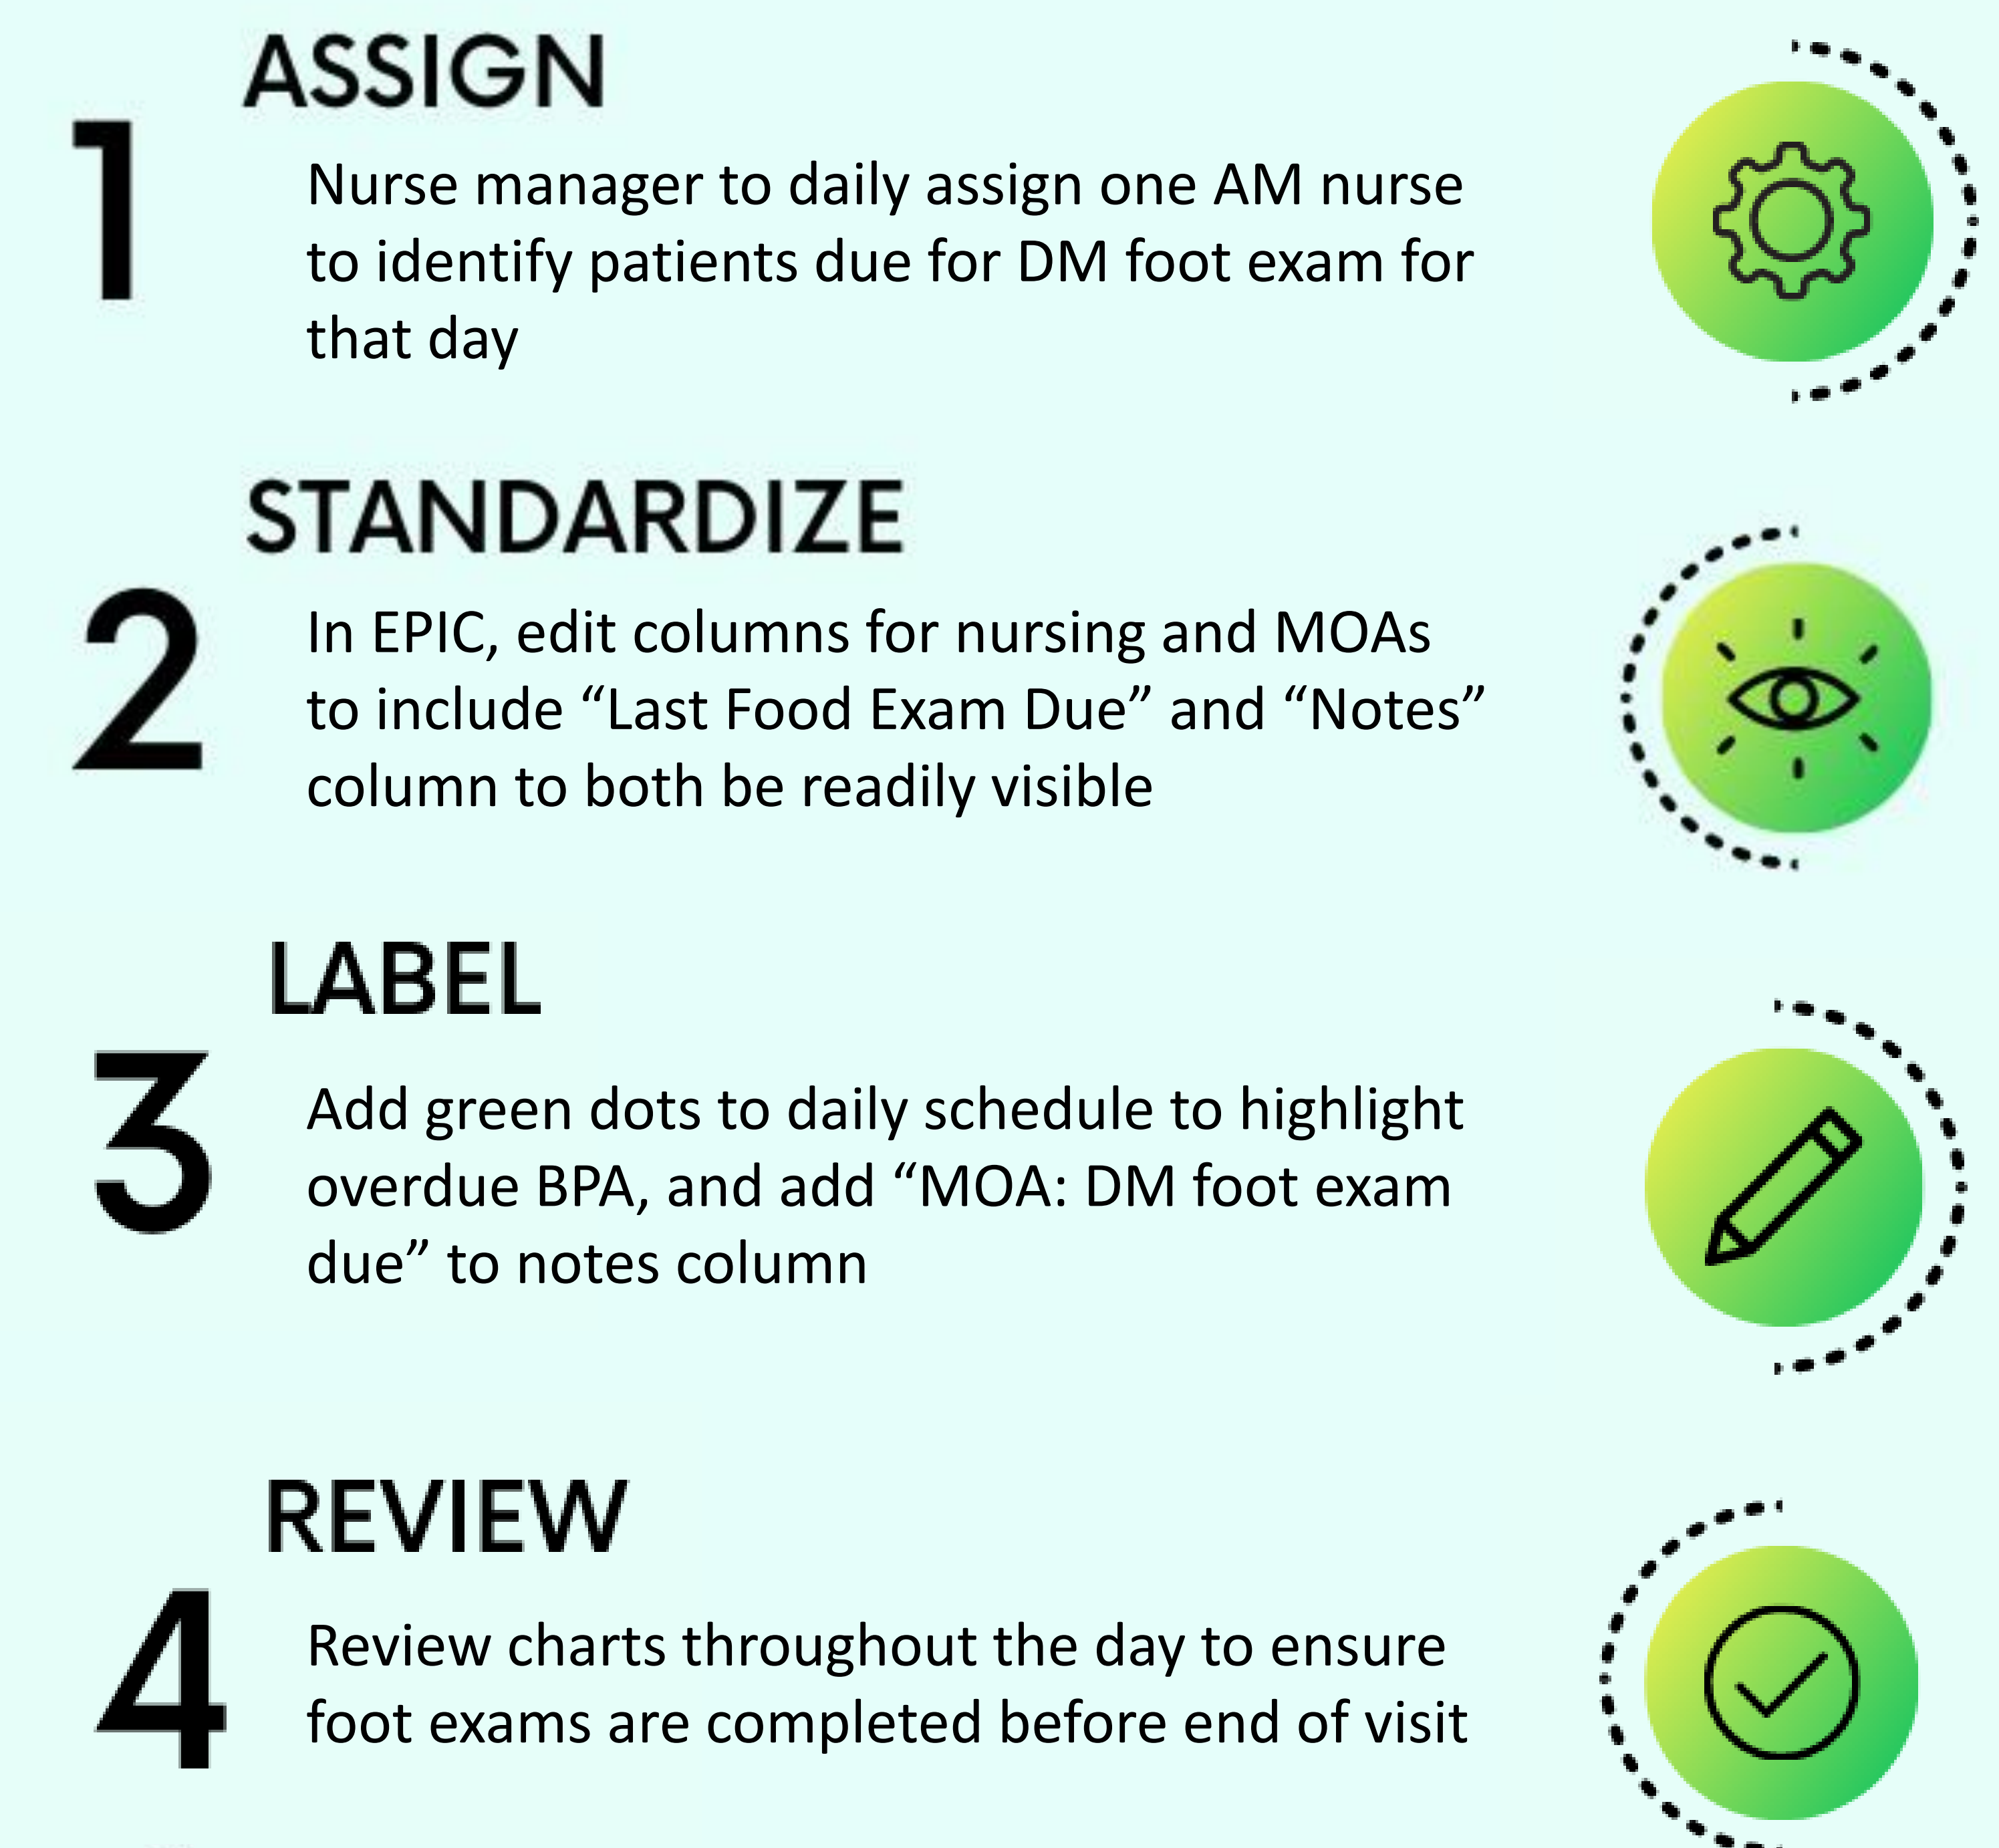 ASSIGN
1
Nurse manager to daily assign one AM nurse
to identify patients due for DM foot exam for
that day
STANDARDIZE
2
In EPIC, edit columns for nursing and MOAs
to include “Last Food Exam Due” and “Notes”
column to both be readily visible
LABEL
3
Add green dots to daily schedule to highlight
overdue BPA, and add “MOA: DM foot exam
due” to notes column
REVIEW
4
Review charts throughout the day to ensure
foot exams are completed before end of visit